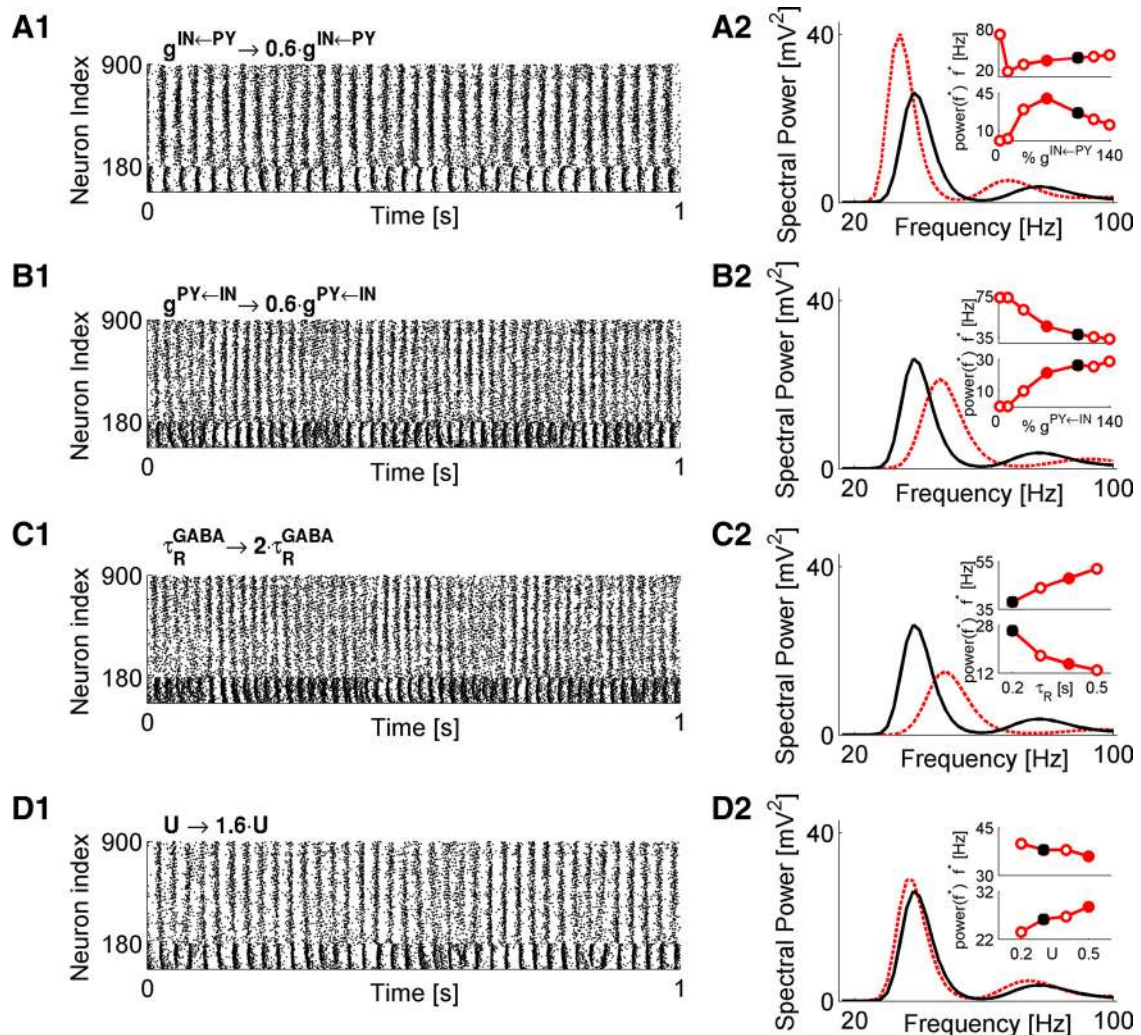 A1
g^IN←PY → 0.6·g^IN←PY
900
Neuron Index
180
0
Time [s]
1
A2
Spectral Power [mV²]
40
0
20
Frequency [Hz]
100
80
f* [Hz]
20
45
power(f*)
10
0
% g^IN←PY
140
B1
g^PY←IN → 0.6·g^PY←IN
900
Neuron Index
180
0
Time [s]
1
B2
Spectral Power [mV²]
40
0
20
Frequency [Hz]
100
75
f* [Hz]
35
30
power(f*)
10
0
% g^PY←IN
140
C1
τ_R^GABA → 2·τ_R^GABA
900
Neuron index
180
0
Time [s]
1
C2
Spectral Power [mV²]
40
0
20
Frequency [Hz]
100
55
f* [Hz]
35
28
power(f*)
12
0.2
τ_R [s]
0.5
D1
U → 1.6·U
900
Neuron index
180
0
Time [s]
1
D2
Spectral Power [mV²]
40
0
20
Frequency [Hz]
100
45
f* [Hz]
30
32
power(f*)
22
0.2
U
0.5